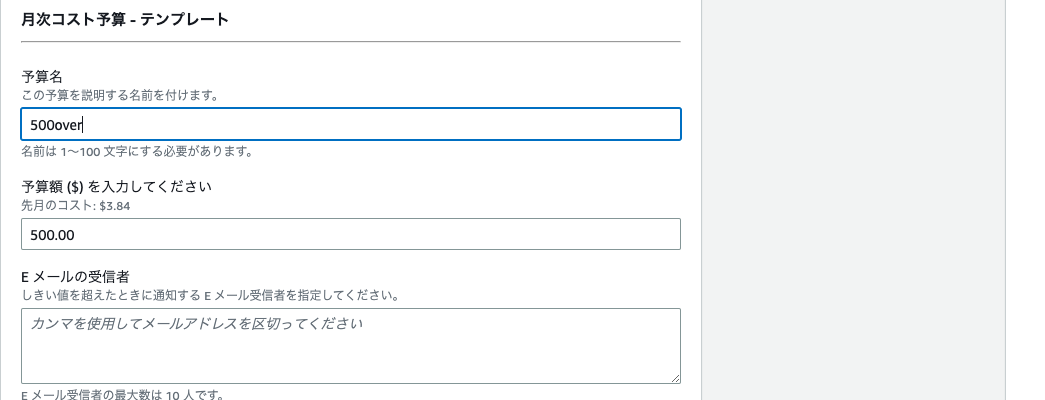 月次コスト予算 - テンプレート
予算名
この予算を説明する名前を付けます。
500over
名前は 1～100 文字にする必要があります。
予算額 ($) を入力してください
先月のコスト: $3.84
500.00
E メールの受信者
しきい値を超えたときに通知する E メール受信者を指定してください。
カンマを使用してメールアドレスを区切ってください
E メール受信者の最大数は 10 人です。